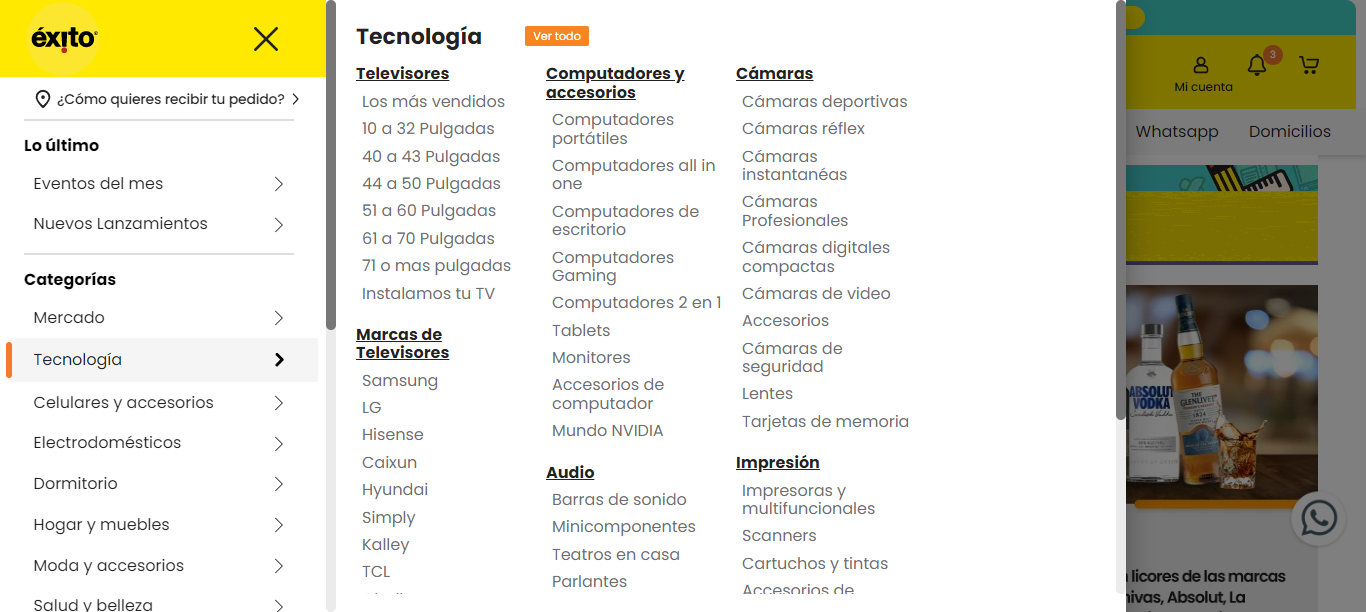 éxito
¿Cómo quieres recibir tu pedido?
Lo último
Eventos del mes
Nuevos Lanzamientos
Categorías
Mercado
Tecnología
Celulares y accesorios
Electrodomésticos
Dormitorio
Hogar y muebles
Moda y accesorios
Salud y belleza
Tecnología
Ver todo
Televisores
Los más vendidos
10 a 32 Pulgadas
40 a 43 Pulgadas
44 a 50 Pulgadas
51 a 60 Pulgadas
61 a 70 Pulgadas
71 o mas pulgadas
Instalamos tu TV
Marcas de
Televisores
Samsung
LG
Hisense
Caixun
Hyundai
Simply
Kalley
TCL
Computadores y
accesorios
Computadores
portátiles
Computadores all in
one
Computadores de
escritorio
Computadores
Gaming
Computadores 2 en 1
Tablets
Monitores
Accesorios de
computador
Mundo NVIDIA
Audio
Barras de sonido
Minicomponentes
Teatros en casa
Parlantes
Cámaras
Cámaras deportivas
Cámaras réflex
Cámaras
instantanéas
Cámaras
Profesionales
Cámaras digitales
compactas
Cámaras de video
Accesorios
Cámaras de
seguridad
Lentes
Tarjetas de memoria
Impresión
Impresoras y
multifuncionales
Scanners
Cartuchos y tintas
Accesorios de
3
Mi cuenta
Whatsapp
Domicilios
ABSOLUT
VODKA
THE
GLENLIVET
1824
licores de las marcas
hivas, Absolut, La